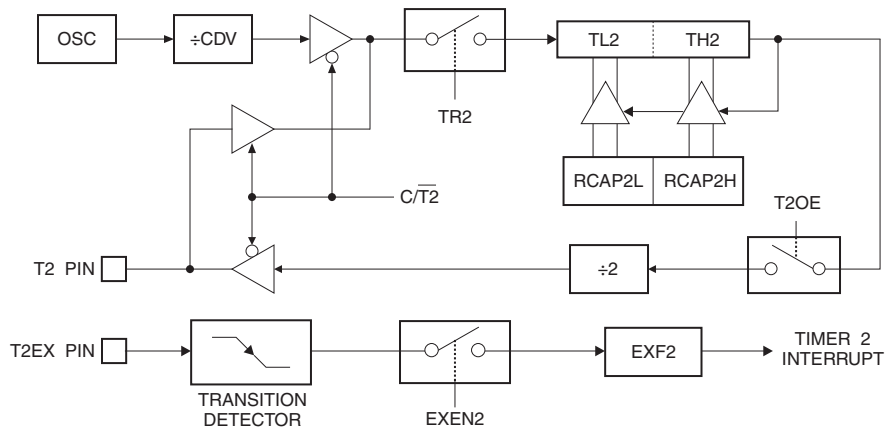 OSC
÷CDV
TL2
TH2
TR2
RCAP2L
RCAP2H
C/T̅2̅
T2OE
T2 PIN
÷2
T2EX PIN
TRANSITION
DETECTOR
EXEN2
EXF2
TIMER 2
INTERRUPT